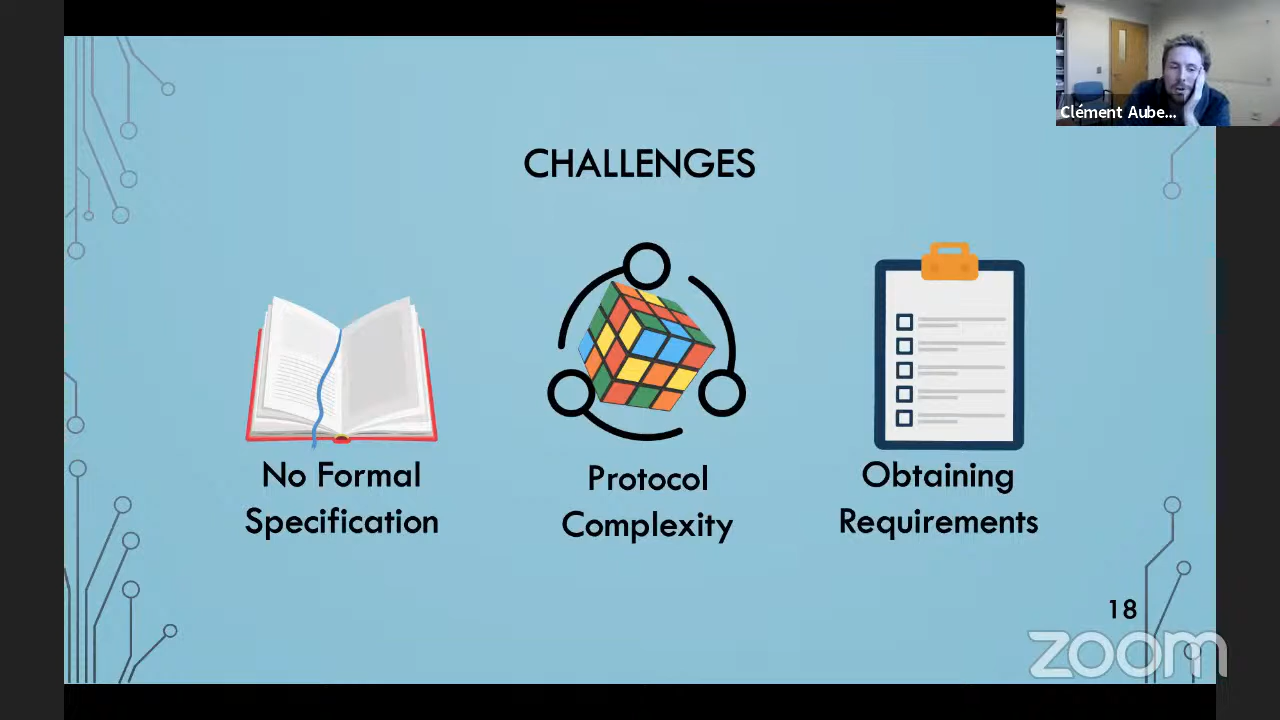 Clément Aube...
CHALLENGES
No Formal
Specification
Protocol
Complexity
Obtaining
Requirements
18
zoom